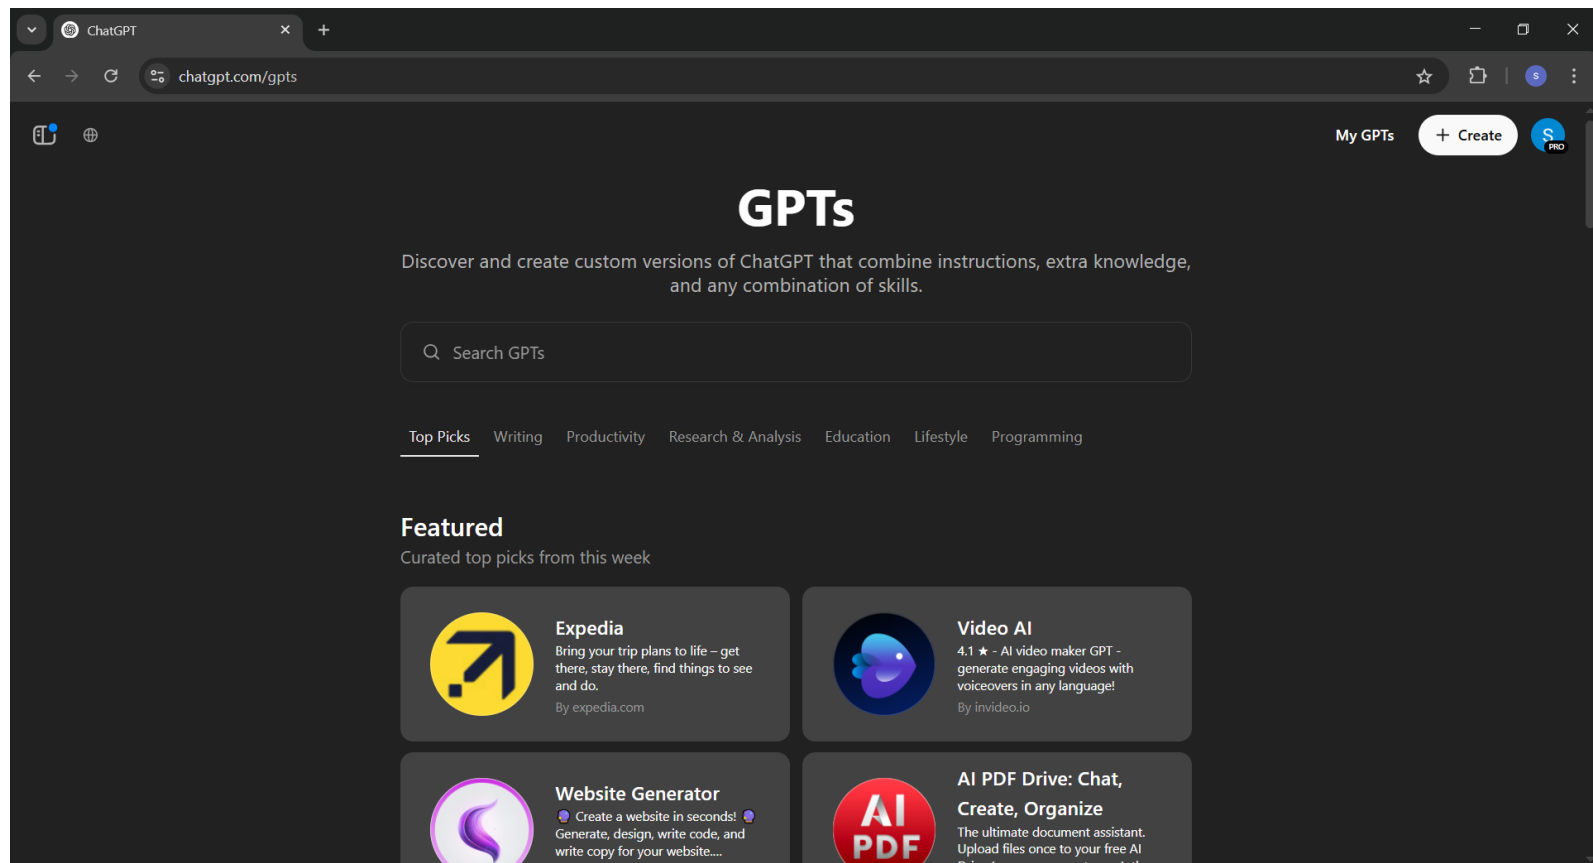 ChatGPT
chatgpt.com/gpts
S
My GPTs
+ Create
S
PRO
GPTs
Discover and create custom versions of ChatGPT that combine instructions, extra knowledge,
and any combination of skills.
Search GPTs
Top Picks Writing Productivity Research & Analysis Education Lifestyle Programming
Featured
Curated top picks from this week
Expedia
Bring your trip plans to life – get
there, stay there, find things to see
and do.
By expedia.com
Video AI
4.1 ★ - AI video maker GPT -
generate engaging videos with
voiceovers in any language!
By invideo.io
Website Generator
🔮 Create a website in seconds! 🔮
Generate, design, write code, and
write copy for your website....
AI
PDF
AI PDF Drive: Chat,
Create, Organize
The ultimate document assistant.
Upload files once to your free AI